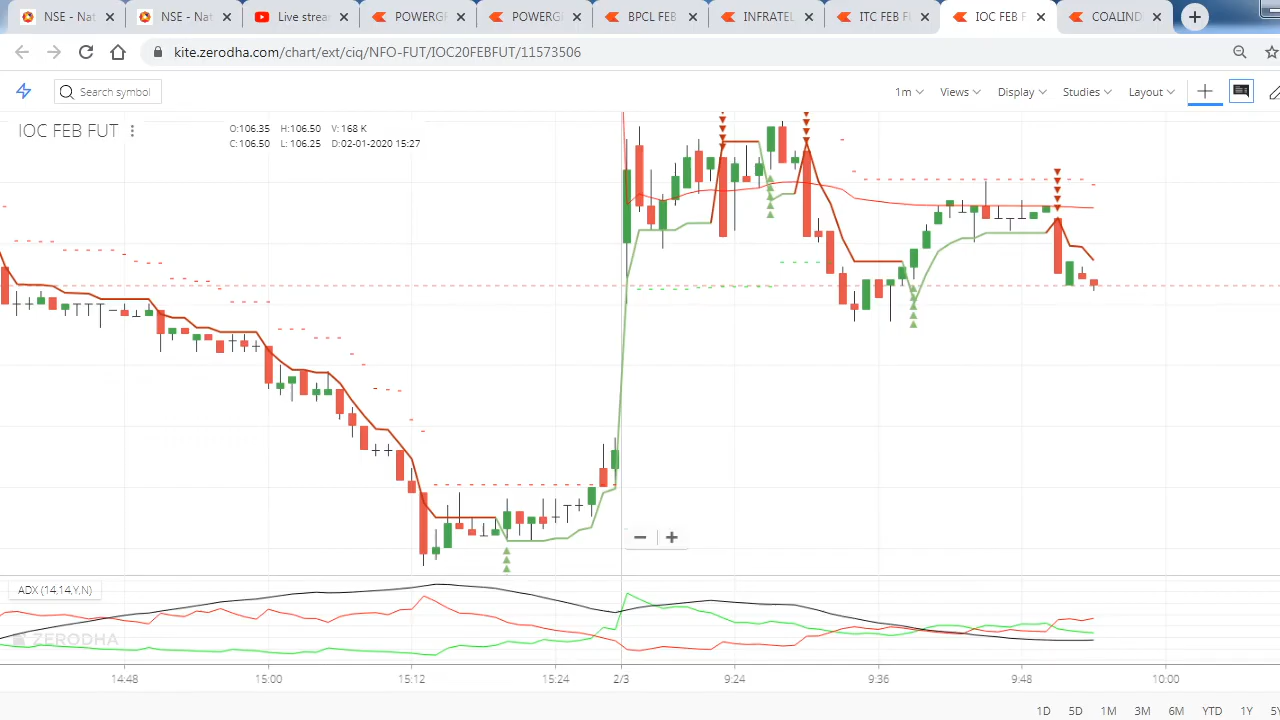 NSE - Nat
NSE - Nat
Live strea
POWERGR
POWERGI
BPCL FEB
INFRATEL
ITC FEB F
IOC FEB F
COALIND
kite.zerodha.com/chart/ext/ciq/NFO-FUT/IOC20FEBFUT/11573506
Search symbol
1m
Views
Display
Studies
Layout
IOC FEB FUT
O:106.35 H:106.50 V: 168 K
C:106.50 L: 106.25 D:02-01-2020 15:27
ADX (14,14,Y,N)
ZERODHA
14:48 15:00 15:12 15:24 2/3 9:24 9:36 9:48 10:00
1D 5D 1M 3M 6M YTD 1Y 5Y